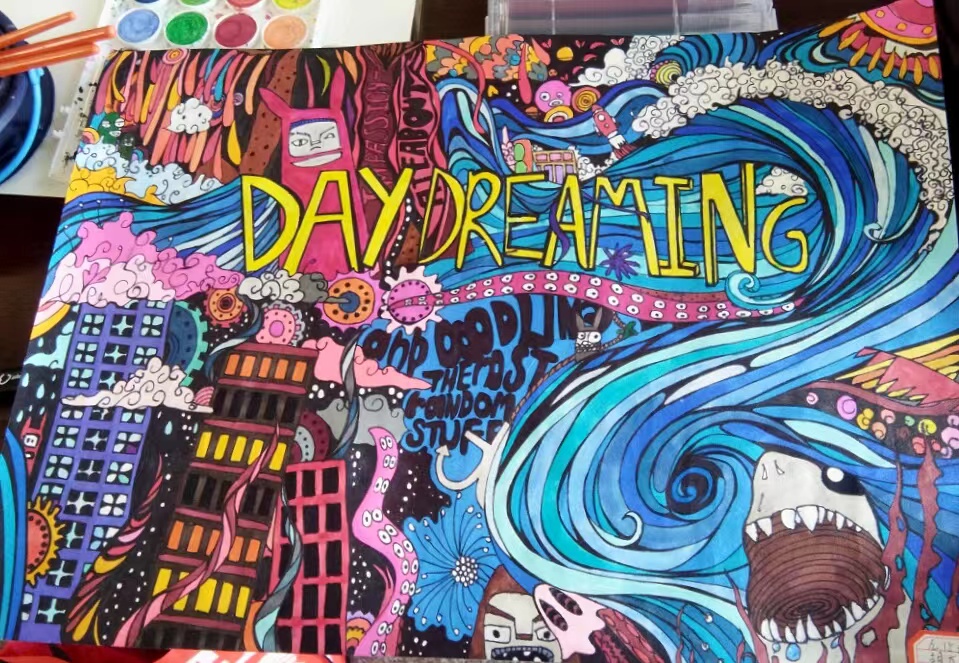 DAYDREAMING
anD DOODLING
THE MOST
RANDOM
STUFF